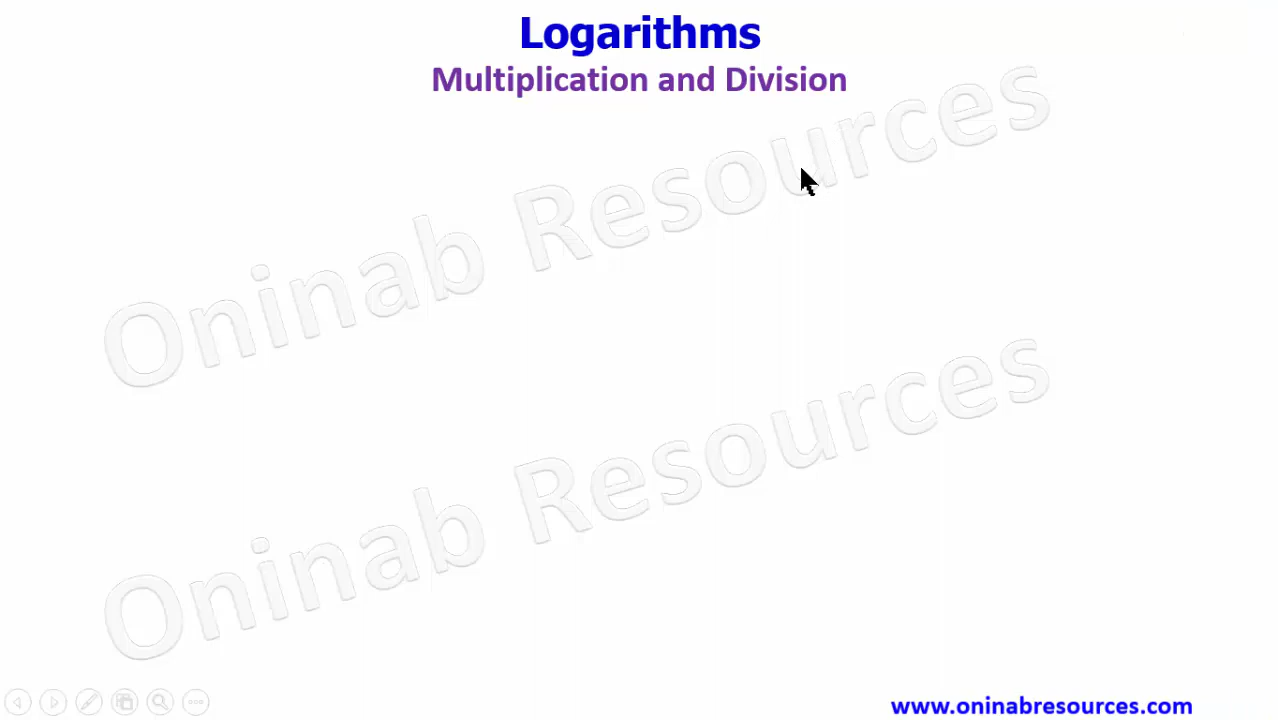 Logarithms
Multiplication and Division
Oninab Resources
Oninab Resources
www.oninabresources.com